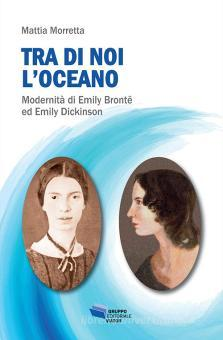 Mattia Morretta
TRA DI NOI
L'OCEANO
Modernità di Emily Brontë
ed Emily Dickinson
GRUPPO
EDITORIALE
VIATOR